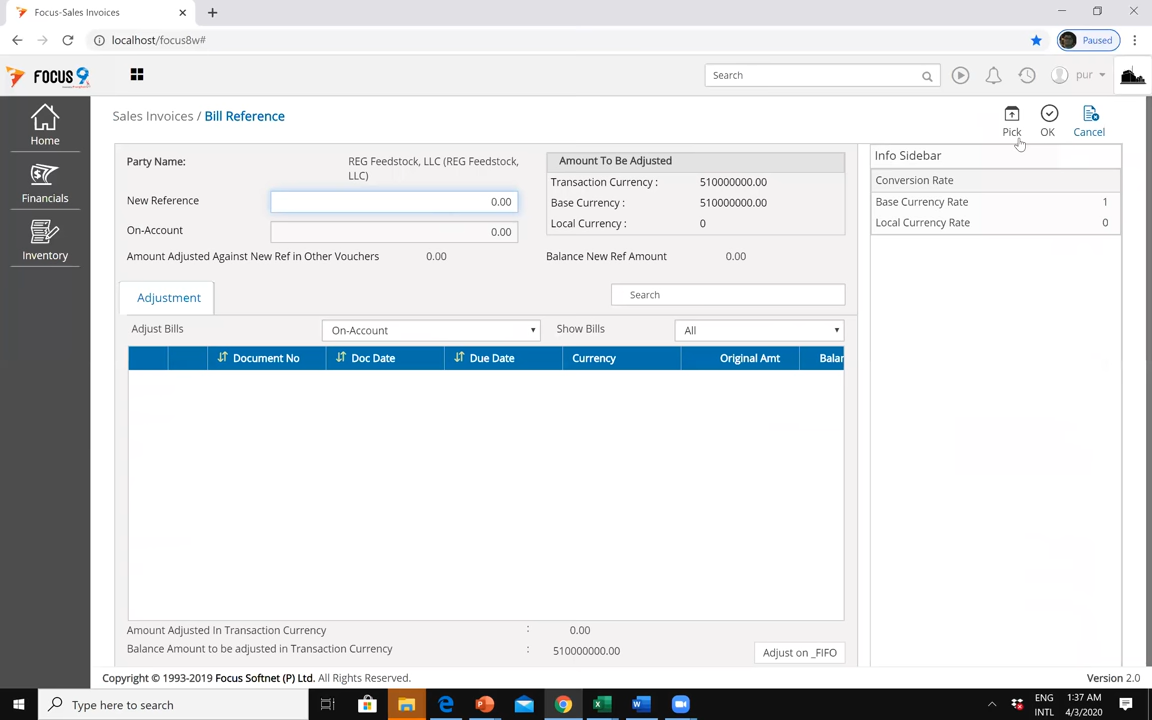 Focus-Sales Invoices
localhost/focus8w#
Paused
FOCUS 9
Search
pur
Home
Financials
Inventory
Sales Invoices / Bill Reference
Pick
OK
Cancel
Party Name:
REG Feedstock, LLC (REG Feedstock,
LLC)
New Reference
0.00
On-Account
0.00
Amount Adjusted Against New Ref in Other Vouchers
0.00
Amount To Be Adjusted
Transaction Currency :
510000000.00
Base Currency :
510000000.00
Local Currency :
0
Balance New Ref Amount
0.00
Info Sidebar
Conversion Rate
Base Currency Rate
1
Local Currency Rate
0
Adjustment
Search
Adjust Bills
On-Account
Show Bills
All
Document No
Doc Date
Due Date
Currency
Original Amt
Balar
Amount Adjusted In Transaction Currency
:
0.00
Balance Amount to be adjusted in Transaction Currency
:
510000000.00
Adjust on _FIFO
Copyright © 1993-2019 Focus Softnet (P) Ltd. All Rights Reserved.
Version 2.0
Type here to search
ENG
INTL
1:37 AM
4/3/2020